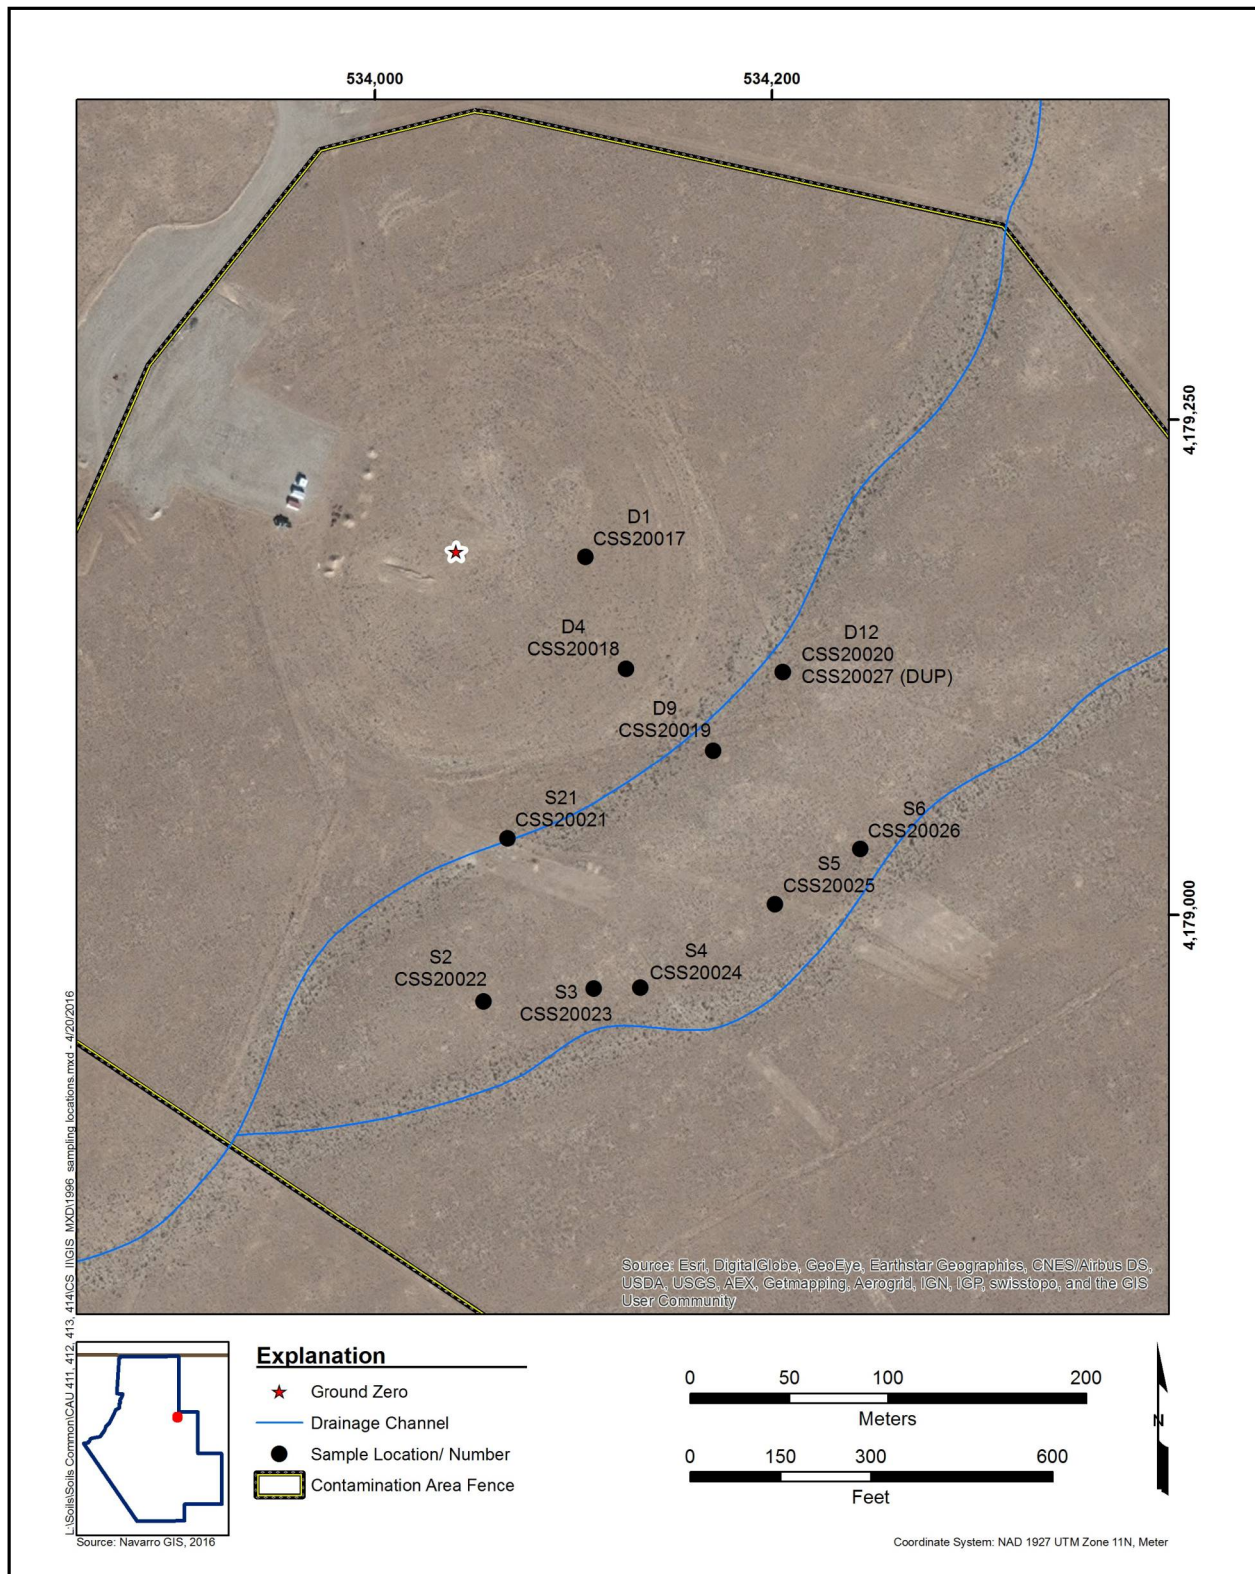 534,000
534,200
4,179,250
D1
CSS20017
D4
CSS20018
D12
CSS20020
CSS20027 (DUP)
D9
CSS20019
S21
CSS20021
S6
CSS20026
S5
CSS20025
4,179,000
S4
CSS20024
S2
CSS20022
S3
CSS20023
L:\Soils\Soils Common\CAU 411, 412, 413, 414\CS II\GIS MXD\1996_sampling locations.mxd - 4/20/2016
Source: Esri, DigitalGlobe, GeoEye, Earthstar Geographics, CNES/Airbus DS,
USDA, USGS, AEX, Getmapping, Aerogrid, IGN, IGP, swisstopo, and the GIS
User Community
Explanation
Ground Zero
Drainage Channel
Sample Location/ Number
Contamination Area Fence
0 50 100 200
Meters
0 150 300 600
Feet
N
Source: Navarro GIS, 2016
Coordinate System: NAD 1927 UTM Zone 11N, Meter